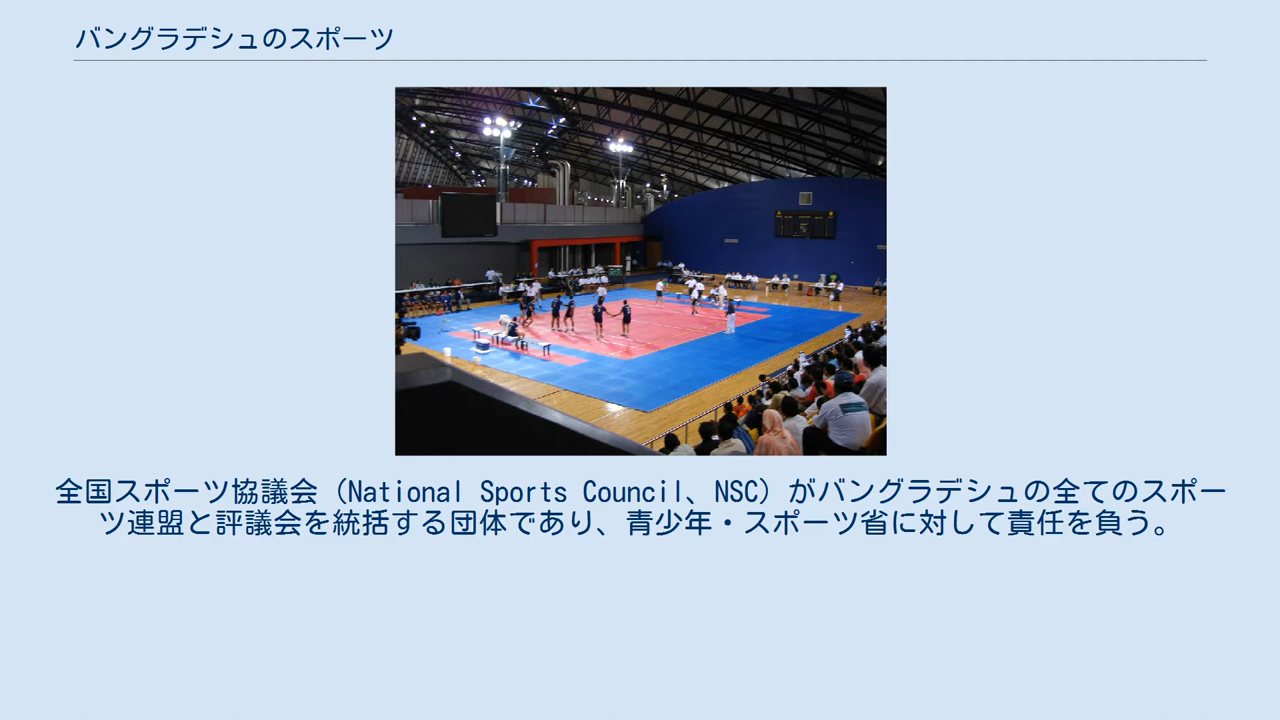 バングラデシュのスポーツ
全国スポーツ協議会（National Sports Council、NSC）がバングラデシュの全てのスポー
ツ連盟と評議会を統括する団体であり、青少年・スポーツ省に対して責任を負う。